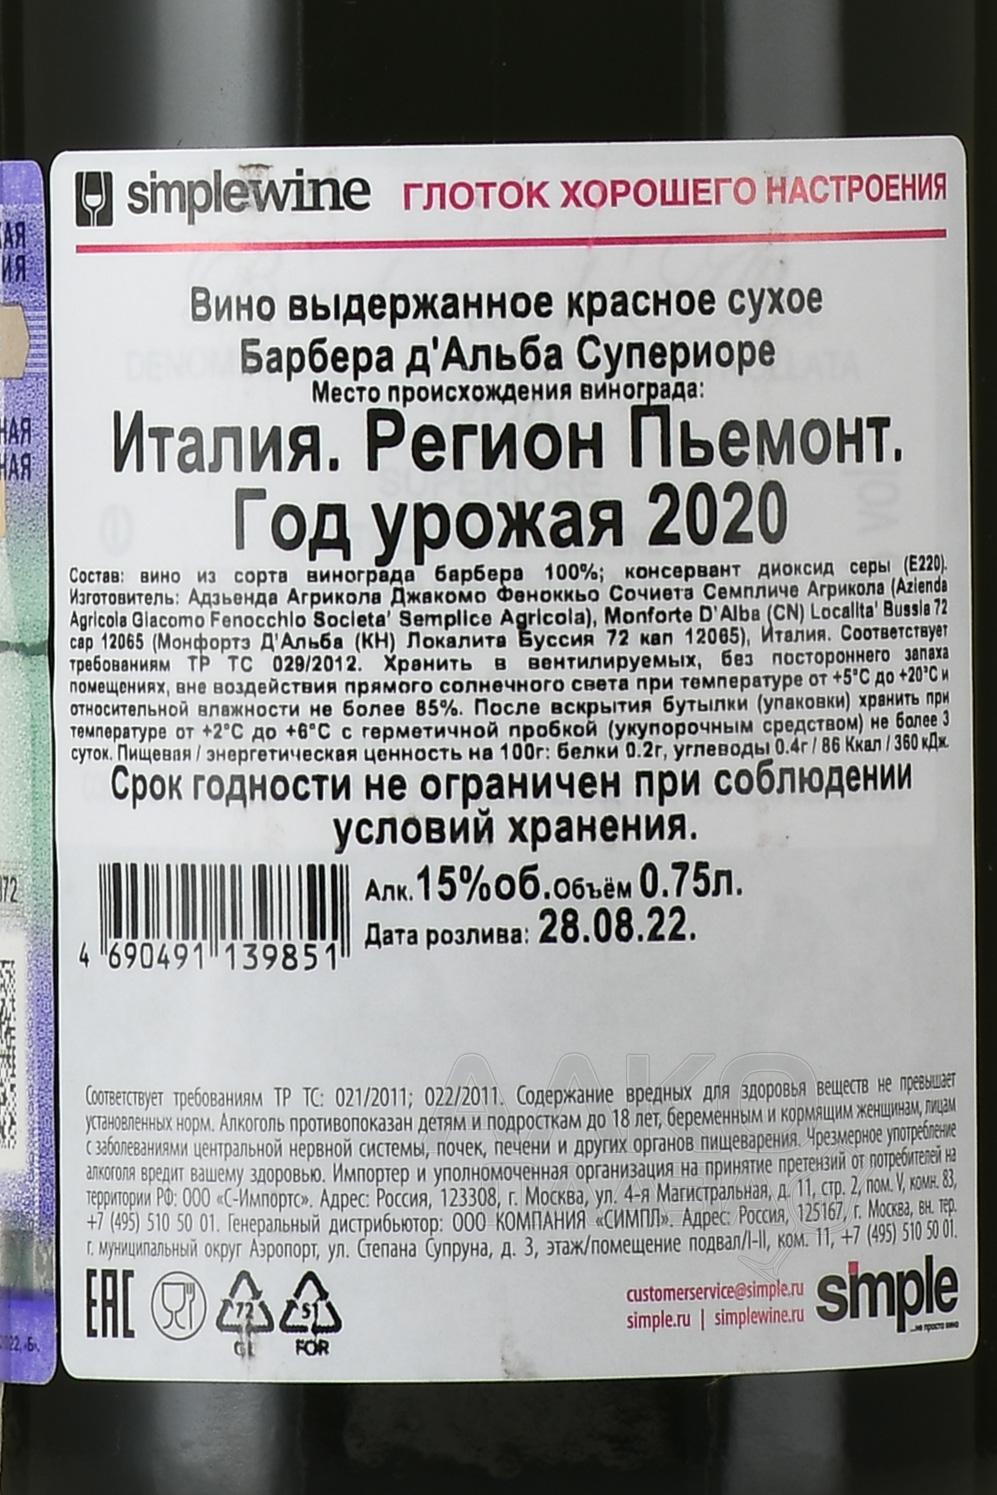 simplewine ГЛОТОК ХОРОШЕГО НАСТРОЕНИЯ
Вино выдержанное красное сухое
Барбера д'Альба Супериоре
Место происхождения винограда:
Италия. Регион Пьемонт.
Год урожая 2020
Состав: вино из сорта винограда барбера 100%; консервант диоксид серы (Е220).
Изготовитель: Адзьенда Агрикола Джакомо Феноккьо Сочиета Семпличе Агрикола (Azienda
Agricola Giacomo Fenocchio Societa' Semplice Agricola), Monforte D'Alba (CN) Localita' Bussia 72
cap 12065 (Монфортэ Д'Альба (КН) Локалита Буссия 72 кап 12065), Италия. Соответствует
требованиям ТР ТС 029/2012. Хранить в вентилируемых, без постороннего запаха
помещениях, вне воздействия прямого солнечного света при температуре от +5°С до +20°С и
относительной влажности не более 85%. После вскрытия бутылки (упаковки) хранить при
температуре от +2°С до +6°С с герметичной пробкой (укупорочным средством) не более 3
суток. Пищевая / энергетическая ценность на 100г: белки 0.2г, углеводы 0.4г / 86 Ккал / 360 кДж.
Срок годности не ограничен при соблюдении
условий хранения.
Алк. 15%об. Объём 0.75л.
Дата розлива: 28.08.22.
4 690491 139851
Соответствует требованиям ТР ТС: 021/2011; 022/2011. Содержание вредных для здоровья веществ не превышает
установленных норм. Алкоголь противопоказан детям и подросткам до 18 лет, беременным и кормящим женщинам, лицам
с заболеваниями центральной нервной системы, почек, печени и других органов пищеварения. Чрезмерное употребление
алкоголя вредит вашему здоровью. Импортер и уполномоченная организация на принятие претензий от потребителей на
территории РФ: ООО «С-Импортс». Адрес: Россия, 123308, г. Москва, ул. 4-я Магистральная, д. 11, стр. 2, пом. V, комн. 83,
+7 (495) 510 50 01. Генеральный дистрибьютор: ООО КОМПАНИЯ «СИМПЛ». Адрес: Россия, 125167, г. Москва, вн. тер.
г. муниципальный округ Аэропорт, ул. Степана Супруна, д. 3, этаж/помещение подвал/I-II, ком. 11, +7 (495) 510 50 01.
EAC 72 GL 51 FOR
customerservice@simple.ru
simple.ru | simplewine.ru
simple
...не просто вино